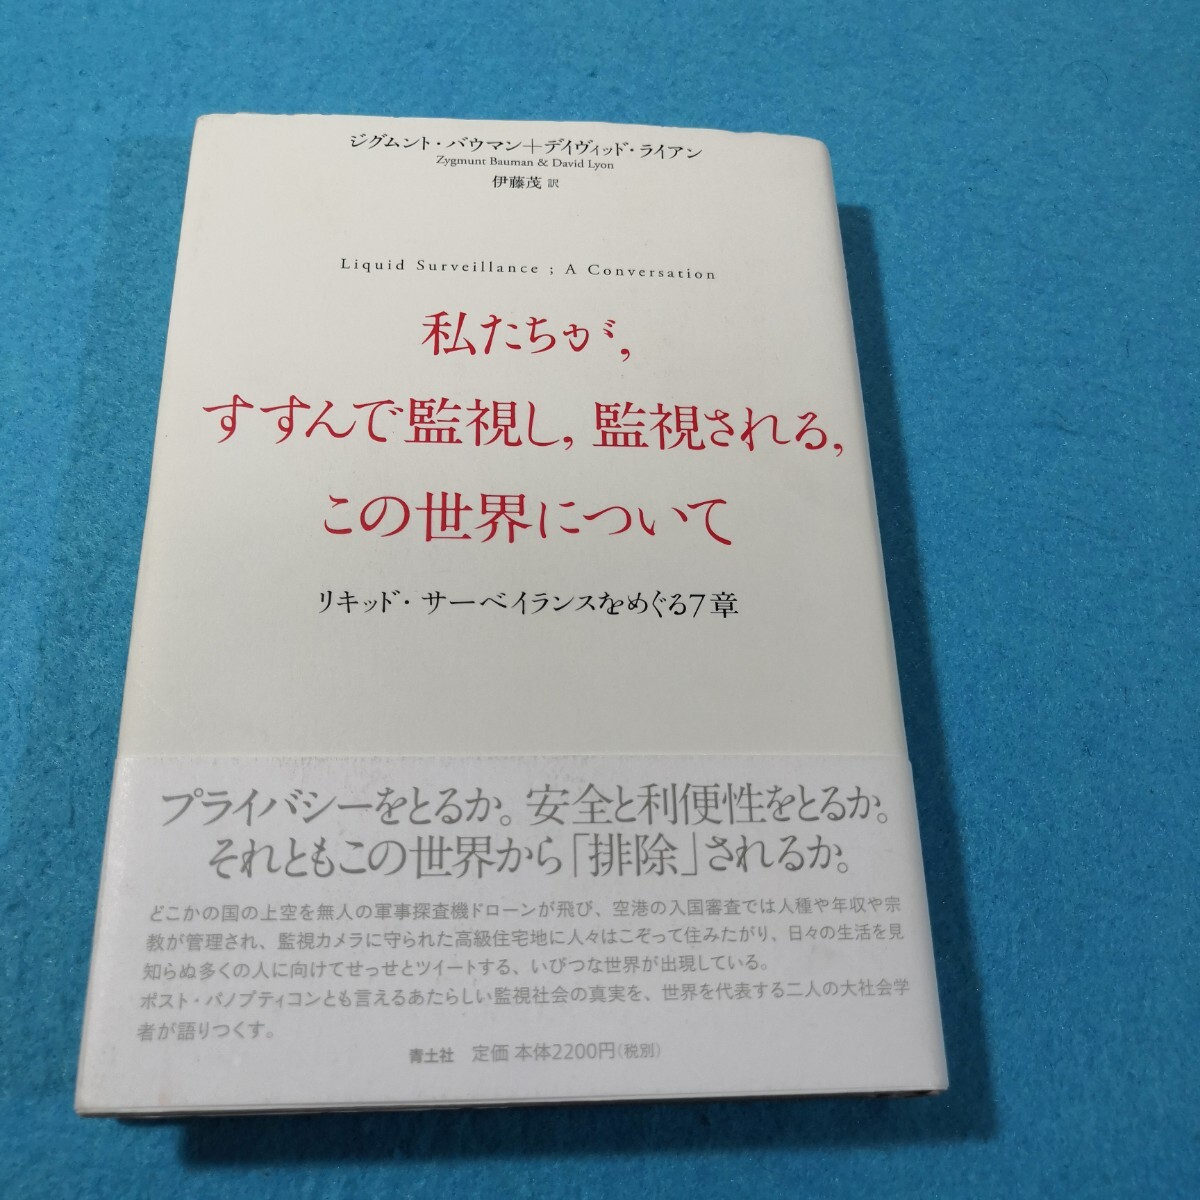 ジグムント・バウマン＋デイヴィッド・ライアン
Zygmunt Bauman & David Lyon
伊藤茂 訳
Liquid Surveillance ; A Conversation
私たちが,
すすんで監視し, 監視される,
この世界について
リキッド・サーベイランスをめぐる7章
プライバシーをとるか。安全と利便性をとるか。
それともこの世界から「排除」されるか。
どこかの国の上空を無人の軍事探査機ドローンが飛び、空港の入国審査では人種や年収や宗
教が管理され、監視カメラに守られた高級住宅地に人々はこぞって住みたがり、日々の生活を見
知らぬ多くの人に向けてせっせとツイートする、いびつな世界が出現している。
ポスト・パノプティコンとも言えるあたらしい監視社会の真実を、世界を代表する二人の大社会学
者が語りつくす。
青土社 定価 本体2200円(税別)